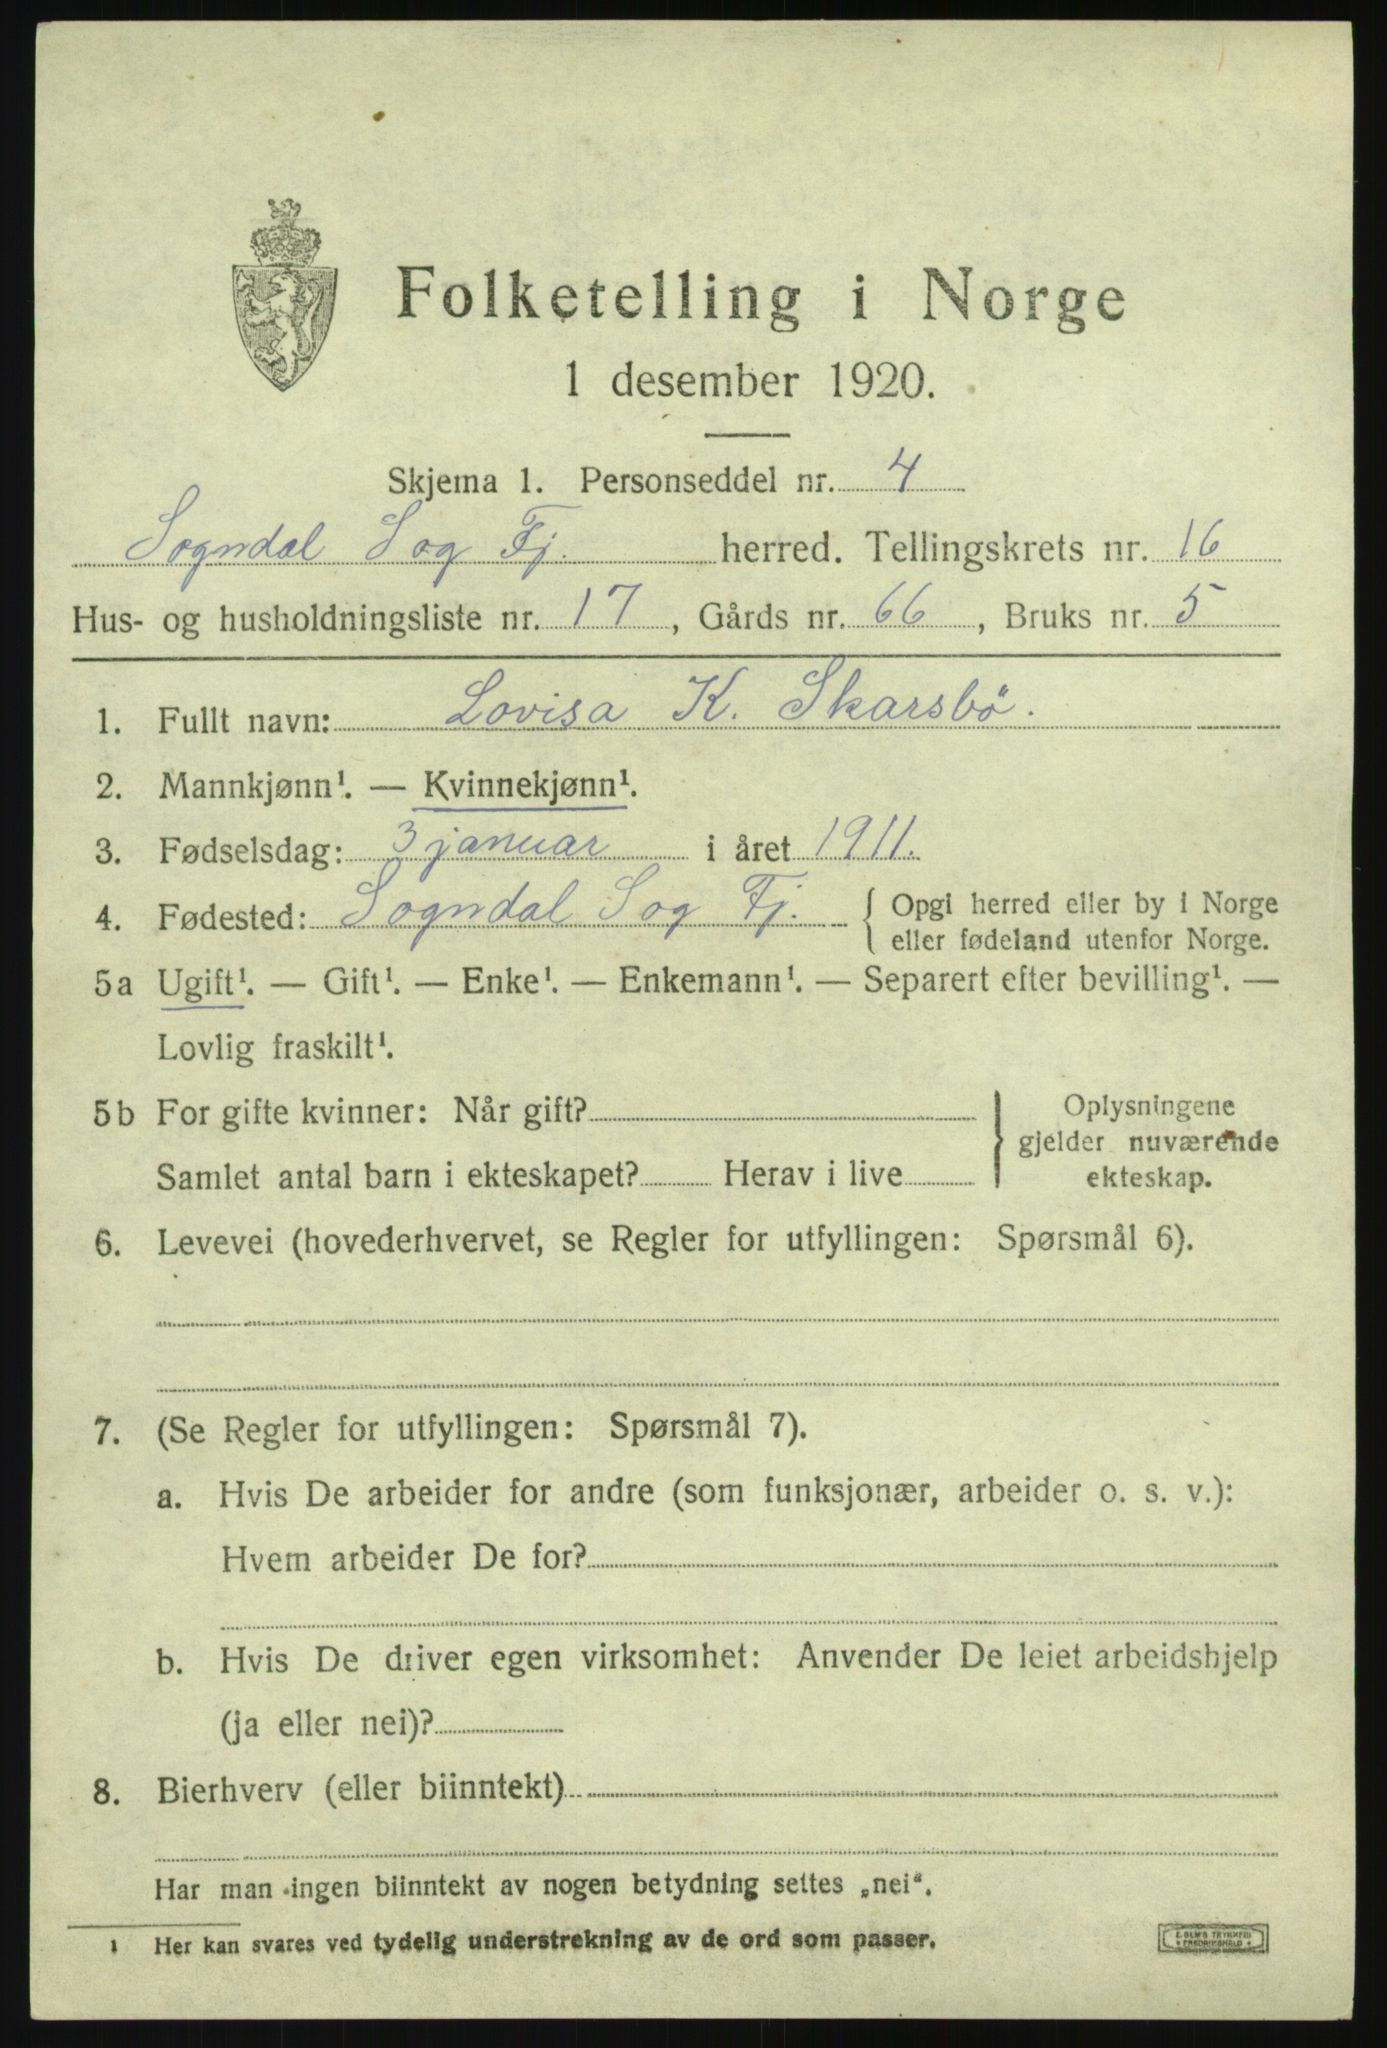 Folketelling i Norge
1 desember 1920.
Skjema 1. Personseddel nr. 4
Sogndal Sog Fj. herred. Tellingskrets nr. 16
Hus- og husholdningsliste nr. 17, Gårds nr. 66, Bruks nr. 5
1. Fullt navn: Lovisa K. Skarsbö.
2. Mannkjønn¹. — Kvinnekjønn¹.
3. Fødselsdag: 3 januar i året 1911.
4. Fødested: Sogndal Sog Fj. { Opgi herred eller by i Norge
eller fødeland utenfor Norge.
5a Ugift¹. — Gift¹. — Enke¹. — Enkemann¹. — Separert efter bevilling¹. —
Lovlig fraskilt¹.
5b For gifte kvinner: Når gift? } Oplysningene
gjelder nuværende
Samlet antal barn i ekteskapet? Herav i live ekteskap.
6. Levevei (hovederhvervet, se Regler for utfyllingen: Spørsmål 6).
7. (Se Regler for utfyllingen: Spørsmål 7).
a. Hvis De arbeider for andre (som funksjonær, arbeider o. s. v.):
Hvem arbeider De for?
b. Hvis De driver egen virksomhet: Anvender De leiet arbeidshjelp
(ja eller nei)?
8. Bierhverv (eller biinntekt)
Har man ingen biinntekt av nogen betydning settes „nei“.
1 Her kan svares ved tydelig understrekning av de ord som passer.